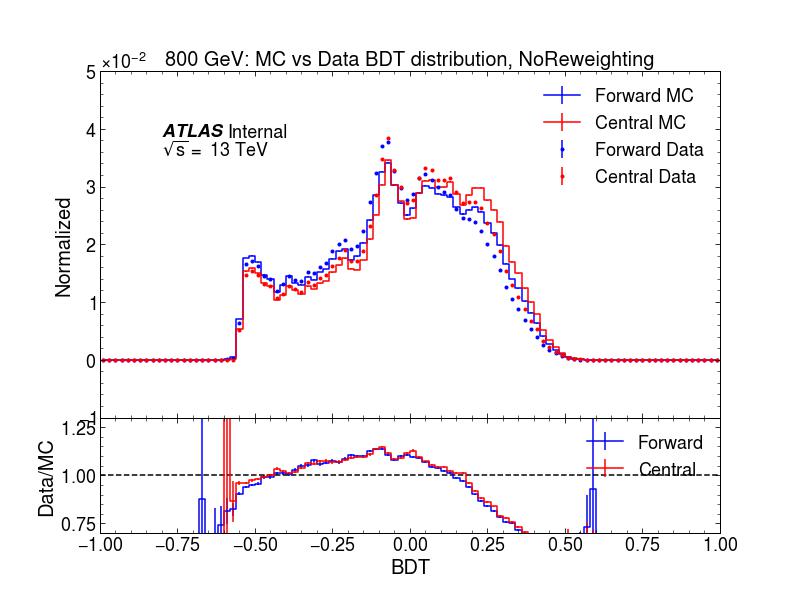 ×10⁻² 800 GeV: MC vs Data BDT distribution, NoReweighting
5
4
3
2
1
0
−1
Normalized
ATLAS Internal
√s = 13 TeV
Forward MC
Central MC
Forward Data
Central Data
1.25
1.00
0.75
Data/MC
Forward
Central
−1.00 −0.75 −0.50 −0.25 0.00 0.25 0.50 0.75 1.00
BDT